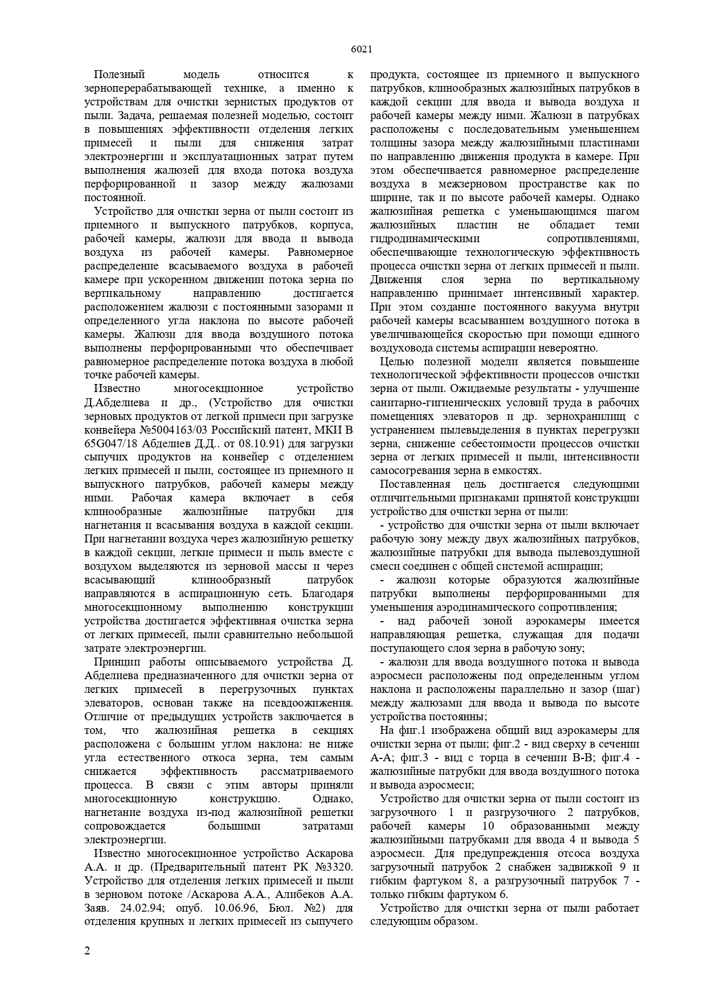 6021
Полезный модель относится к
зерноперерабатывающей технике, а именно к
устройствам для очистки зернистых продуктов от
пыли. Задача, решаемая полезней моделью, состоит
в повышениях эффективности отделения легких
примесей и пыли для снижения затрат
электроэнергии и эксплуатационных затрат путем
выполнения жалюзей для входа потока воздуха
перфорированной и зазор между жалюзами
постоянной.
Устройство для очистки зерна от пыли состоит из
приемного и выпускного патрубков, корпуса,
рабочей камеры, жалюзи для ввода и вывода
воздуха из рабочей камеры. Равномерное
распределение всасываемого воздуха в рабочей
камере при ускоренном движении потока зерна по
вертикальному направлению достигается
расположением жалюзи с постоянными зазорами и
определенного угла наклона по высоте рабочей
камеры. Жалюзи для ввода воздушного потока
выполнены перфорированными что обеспечивает
равномерное распределение потока воздуха в любой
точке рабочей камеры.
Известно многосекционное устройство
Д.Абделиева и др., (Устройство для очистки
зерновых продуктов от легкой примеси при загрузке
конвейера №5004163/03 Российский патент, МКИ В
65G047/18 Абделиев Д.Д.. от 08.10.91) для загрузки
сыпучих продуктов на конвейер с отделением
легких примесей и пыли, состоящее из приемного и
выпускного патрубков, рабочей камеры между
ними. Рабочая камера включает в себя
клинообразные жалюзийные патрубки для
нагнетания и всасывания воздуха в каждой секции.
При нагнетании воздуха через жалюзийную решетку
в каждой секции, легкие примеси и пыль вместе с
воздухом выделяются из зерновой массы и через
всасывающий клинообразный патрубок
направляются в аспирационную сеть. Благодаря
многосекционному выполнению конструкции
устройства достигается эффективная очистка зерна
от легких примесей, пыли сравнительно небольшой
затрате электроэнергии.
Принцип работы описываемого устройства Д.
Абделиева предназначенного для очистки зерна от
легких примесей в перегрузочных пунктах
элеваторов, основан также на псевдоожижения.
Отличие от предыдущих устройств заключается в
том, что жалюзийная решетка в секциях
расположена с большим углом наклона: не ниже
угла естественного откоса зерна, тем самым
снижается эффективность рассматриваемого
процесса. В связи с этим авторы приняли
многосекционную конструкцию. Однако,
нагнетание воздуха из-под жалюзийной решетки
сопровождается большими затратами
электроэнергии.
Известно многосекционное устройство Аскарова
А.А. и др. (Предварительный патент РК №3320.
Устройство для отделения легких примесей и пыли
в зерновом потоке /Аскарова А.А., Алибеков А.А.
Заяв. 24.02.94; опуб. 10.06.96, Бюл. №2) для
отделения крупных и легких примесей из сыпучего
продукта, состоящее из приемного и выпускного
патрубков, клинообразных жалюзийных патрубков в
каждой секции для ввода и вывода воздуха и
рабочей камеры между ними. Жалюзи в патрубках
расположены с последовательным уменьшением
толщины зазора между жалюзийными пластинами
по направлению движения продукта в камере. При
этом обеспечивается равномерное распределение
воздуха в межзерновом пространстве как по
ширине, так и по высоте рабочей камеры. Однако
жалюзийная решетка с уменьшающимся шагом
жалюзийных пластин не обладает теми
гидродинамическими сопротивлениями,
обеспечивающие технологическую эффективность
процесса очистки зерна от легких примесей и пыли.
Движения слоя зерна по вертикальному
направлению принимает интенсивный характер.
При этом создание постоянного вакуума внутри
рабочей камеры всасыванием воздушного потока в
увеличивающейся скоростью при помощи единого
воздуховода системы аспирации невероятно.
Целью полезной модели является повышение
технологической эффективности процессов очистки
зерна от пыли. Ожидаемые результаты - улучшение
санитарно-гигиенических условий труда в рабочих
помещениях элеваторов и др. зернохранилищ с
устранением пылевыделения в пунктах перегрузки
зерна, снижение себестоимости процессов очистки
зерна от легких примесей и пыли, интенсивности
самосогревания зерна в емкостях.
Поставленная цель достигается следующими
отличительными признаками принятой конструкции
устройство для очистки зерна от пыли:
- устройство для очистки зерна от пыли включает
рабочую зону между двух жалюзийных патрубков,
жалюзийные патрубки для вывода пылевоздушной
смеси соединен с общей системой аспирации;
- жалюзи которые образуются жалюзийные
патрубки выполнены перфорированными для
уменьшения аэродинамического сопротивления;
- над рабочей зоной аэрокамеры имеется
направляющая решетка, служащая для подачи
поступающего слоя зерна в рабочую зону;
- жалюзи для ввода воздушного потока и вывода
аэросмеси расположены под определенным углом
наклона и расположены параллельно и зазор (шаг)
между жалюзами для ввода и вывода по высоте
устройства постоянны;
На фиг.1 изображена общий вид аэрокамеры для
очистки зерна от пыли; фиг.2 - вид сверху в сечении
А-А; фиг.3 - вид с торца в сечении В-В; фиг.4 -
жалюзийные патрубки для ввода воздушного потока
и вывода аэросмеси;
Устройство для очистки зерна от пыли состоит из
загрузочного 1 и разгрузочного 2 патрубков,
рабочей камеры 10 образованными между
жалюзийными патрубками для ввода 4 и вывода 5
аэросмеси. Для предупреждения отсоса воздуха
загрузочный патрубок 2 снабжен задвижкой 9 и
гибким фартуком 8, а разгрузочный патрубок 7 -
только гибким фартуком 6.
Устройство для очистки зерна от пыли работает
следующим образом.
2